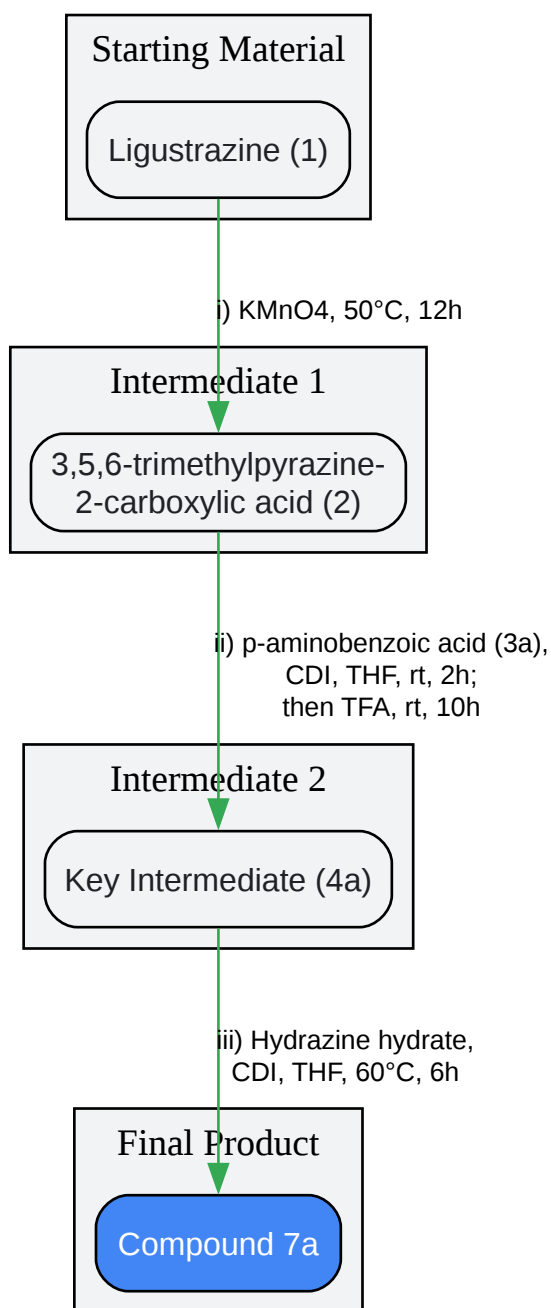 Starting Material
Ligustrazine (1)
i) KMnO4, 50°C, 12h
Intermediate 1
3,5,6-trimethylpyrazine-
2-carboxylic acid (2)
ii) p-aminobenzoic acid (3a),
CDI, THF, rt, 2h;
then TFA, rt, 10h
Intermediate 2
Key Intermediate (4a)
iii) Hydrazine hydrate,
CDI, THF, 60°C, 6h
Final Product
Compound 7a